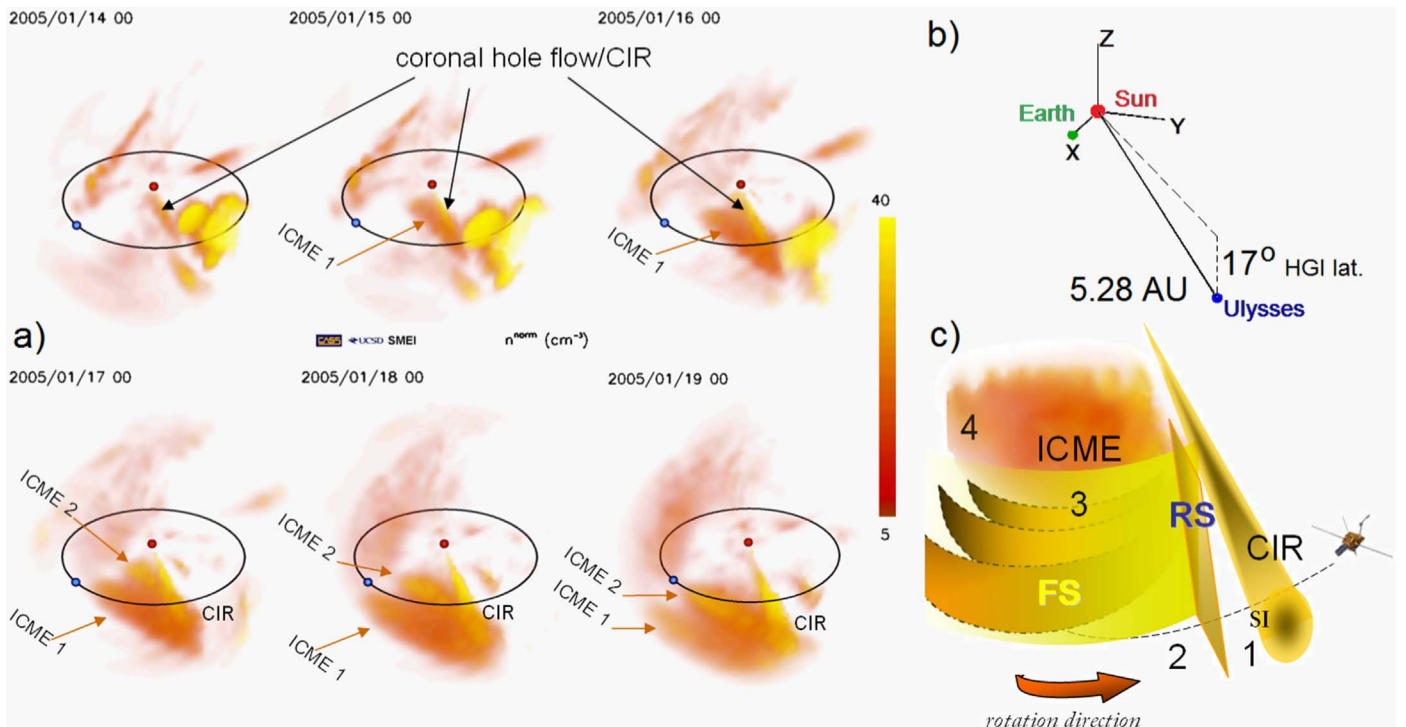 2005/01/14 00
2005/01/15 00
2005/01/16 00
coronal hole flow/CIR
ICME 1
ICME 1
a)
CASS UCSD SMEI
n^norm (cm^-3)
40
5
2005/01/17 00
2005/01/18 00
2005/01/19 00
ICME 2
ICME 1
CIR
ICME 2
ICME 1
CIR
ICME 2
ICME 1
CIR
b)
Z
Earth
Sun
X
Y
17° HGI lat.
5.28 AU
Ulysses
c)
4
ICME
3
RS
CIR
FS
SI
2
1
rotation direction